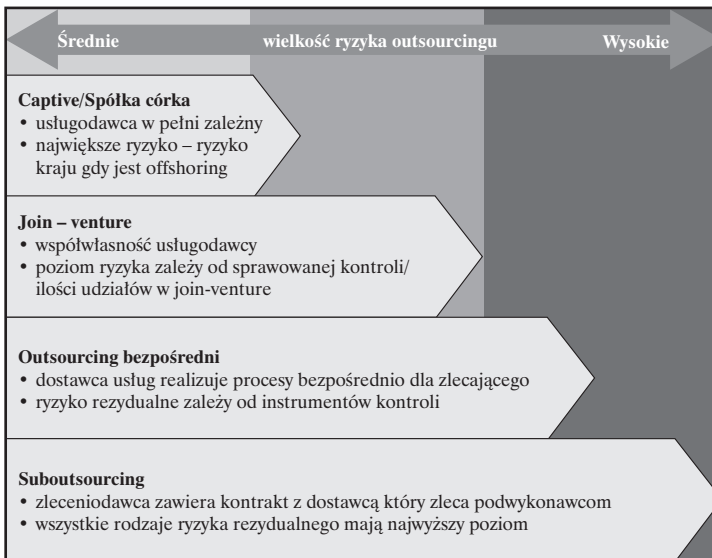 Średnie wielkość ryzyka outsourcingu Wysokie
Captive/Spółka córka
• usługodawca w pełni zależny
• największe ryzyko – ryzyko
kraju gdy jest offshoring
Join – venture
• współwłasność usługodawcy
• poziom ryzyka zależy od sprawowanej kontroli/
ilości udziałów w join-venture
Outsourcing bezpośredni
• dostawca usług realizuje procesy bezpośrednio dla zlecającego
• ryzyko rezydualne zależy od instrumentów kontroli
Suboutsourcing
• zleceniodawca zawiera kontrakt z dostawcą który zleca podwykonawcom
• wszystkie rodzaje ryzyka rezydualnego mają najwyższy poziom